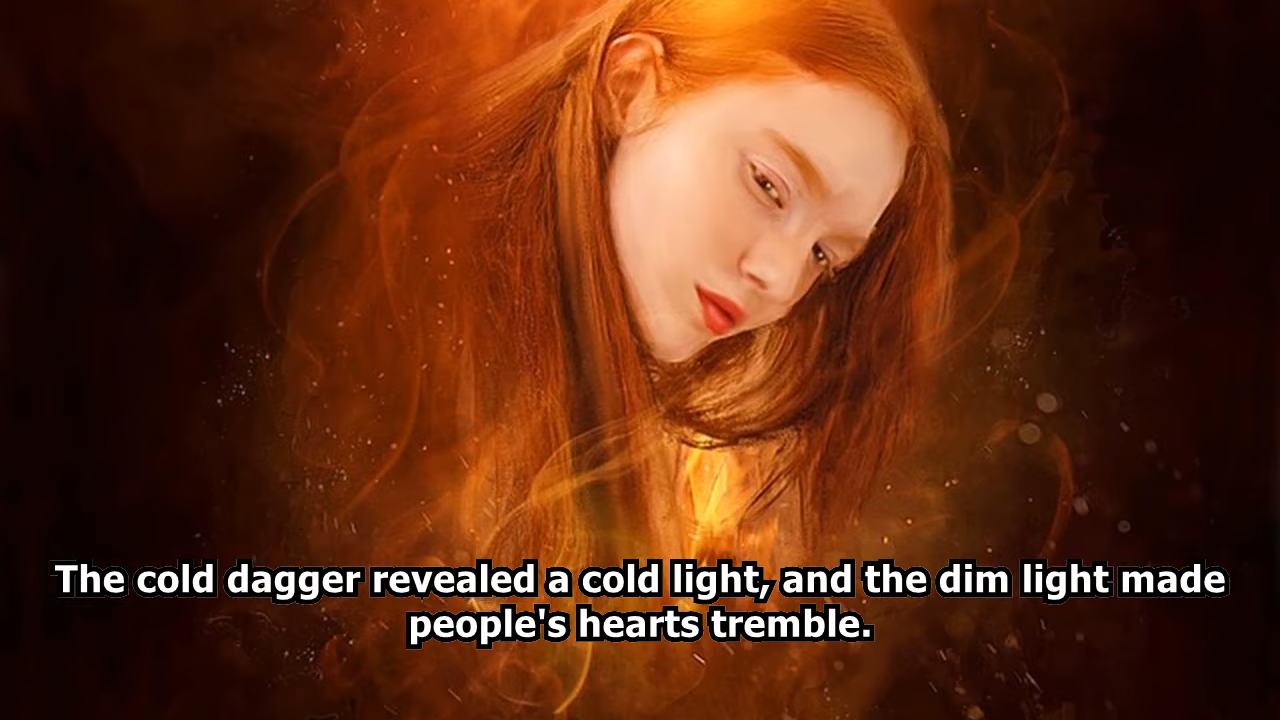 The cold dagger revealed a cold light, and the dim light made
people's hearts tremble.